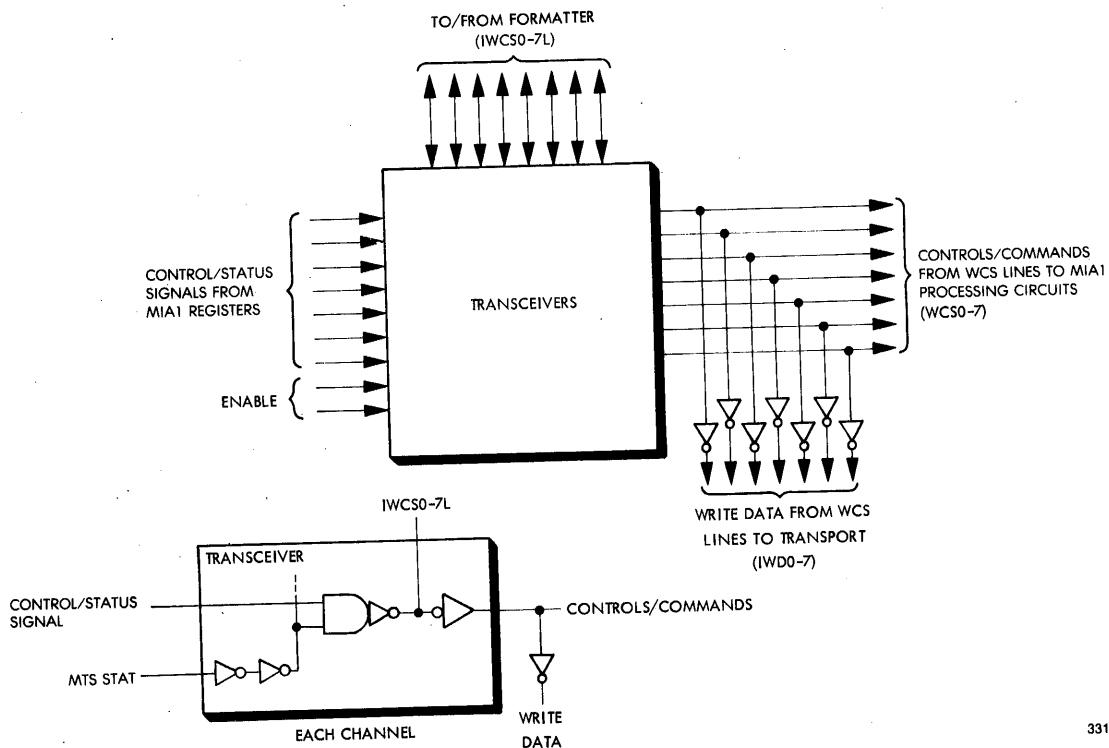 TO/FROM FORMATTER
(IWCS0-7L)
CONTROL/STATUS
SIGNALS FROM
MIA1 REGISTERS
ENABLE
TRANSCEIVERS
CONTROLS/COMMANDS
FROM WCS LINES TO MIA1
PROCESSING CIRCUITS
(WCS0-7)
WRITE DATA FROM WCS
LINES TO TRANSPORT
(IWD0-7)
IWCS0-7L
TRANSCEIVER
CONTROL/STATUS
SIGNAL
MTS STAT
CONTROLS/COMMANDS
WRITE
DATA
EACH CHANNEL
331